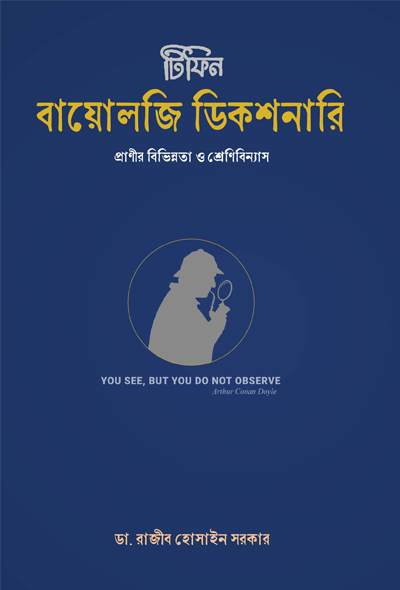 টিফিন
বায়োলজি ডিকশনারি
প্রাণীর বিভিন্নতা ও শ্রেণিবিন্যাস
YOU SEE, BUT YOU DO NOT OBSERVE
Arthur Conan Doyle
ডা. রাজীব হোসাইন সরকার